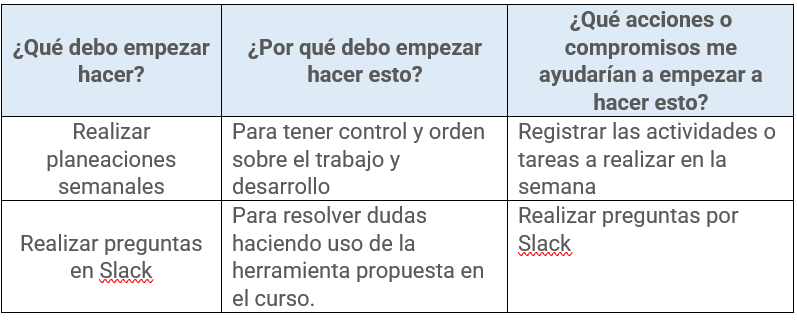 ¿Qué debo empezar
hacer?
¿Por qué debo empezar
hacer esto?
¿Qué acciones o
compromisos me
ayudarían a empezar a
hacer esto?
Realizar
planeaciones
semanales
Para tener control y orden
sobre el trabajo y
desarrollo
Registrar las actividades o
tareas a realizar en la
semana
Realizar preguntas
en Slack
Para resolver dudas
haciendo uso de la
herramienta propuesta en
el curso.
Realizar preguntas por
Slack